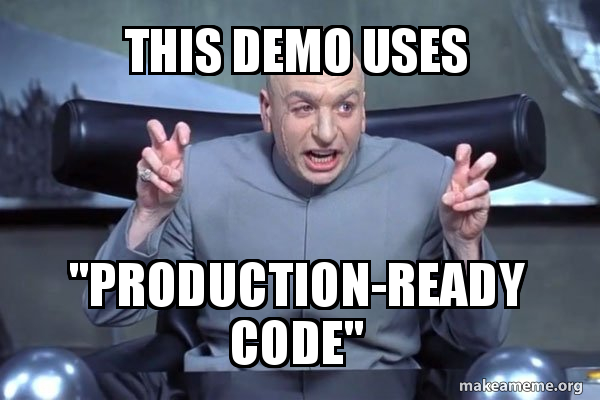 THIS DEMO USES
"PRODUCTION-READY
CODE"
makeameme.org